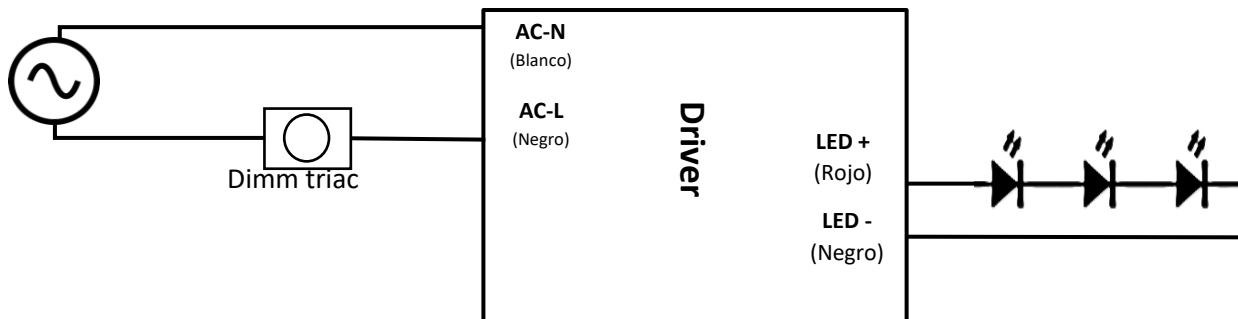 AC-N
(Blanco)
AC-L
(Negro)
Dimm triac
Driver
LED +
(Rojo)
LED -
(Negro)